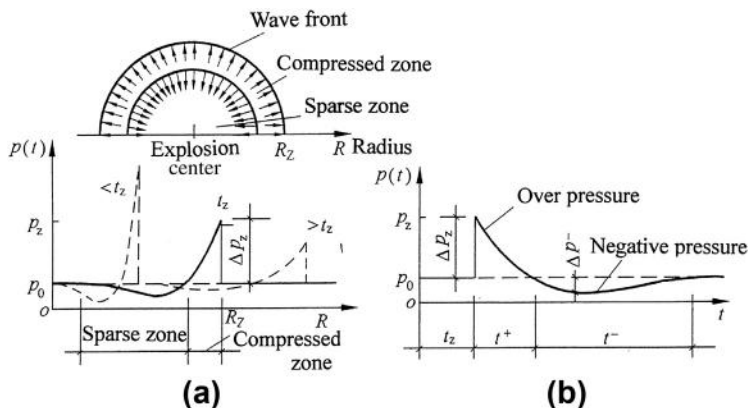 Wave front
Compressed zone
Sparse zone
Explosion center
R_Z
R Radius
p(t)
<t_z
t_z
>t_z
p_z
Δp_z
p_0
o
R_Z
R
Sparse zone
Compressed zone
(a)
p(t)
p_z
Over pressure
Δp_z
Δp^-
Negative pressure
p_0
o
t
t_z
t^+
t^-
(b)